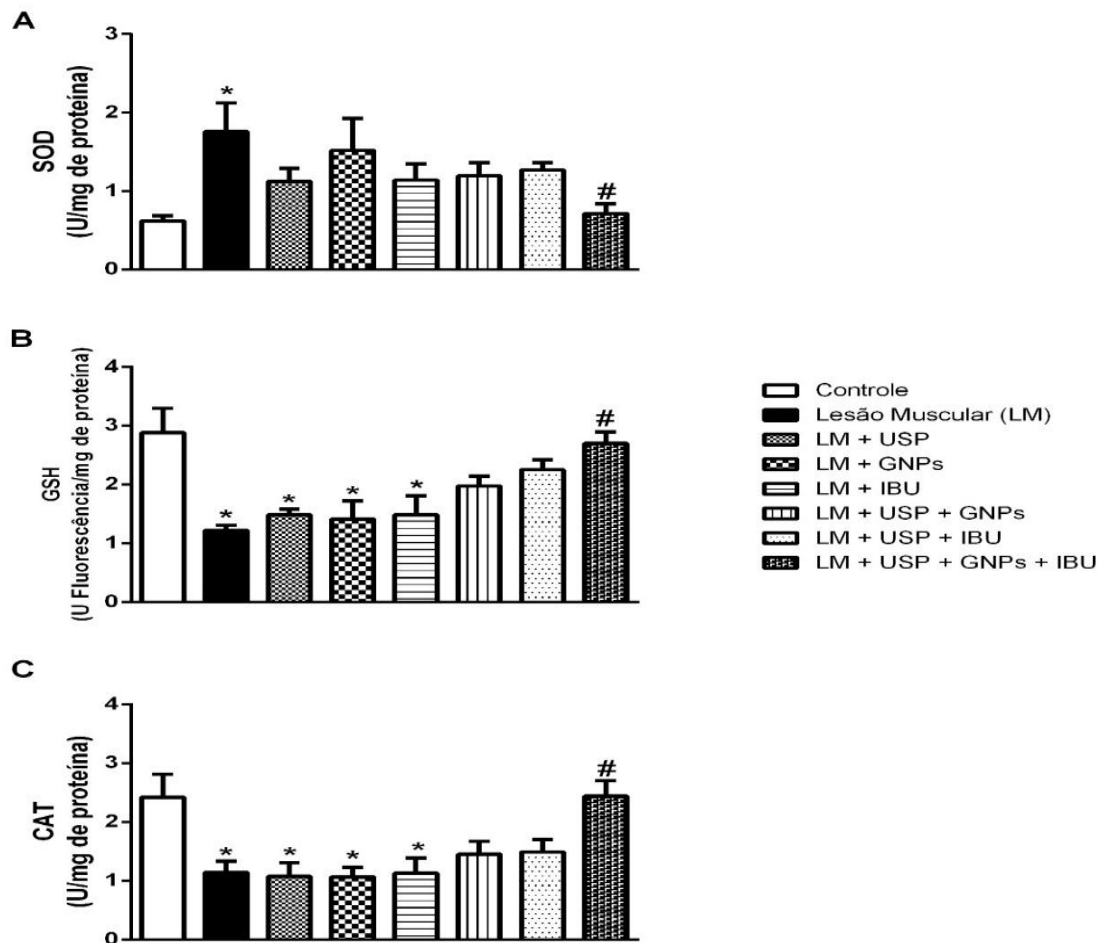 A
3
2
1
0
SOD
(U/mg de proteína)
*
#
B
4
3
2
1
0
GSH
(U Fluorescência/mg de proteína)
* * * *
#
Controle
Lesão Muscular (LM)
LM + USP
LM + GNPs
LM + IBU
LM + USP + GNPs
LM + USP + IBU
LM + USP + GNPs + IBU
C
4
3
2
1
0
CAT
(U/mg de proteína)
* * * *
#